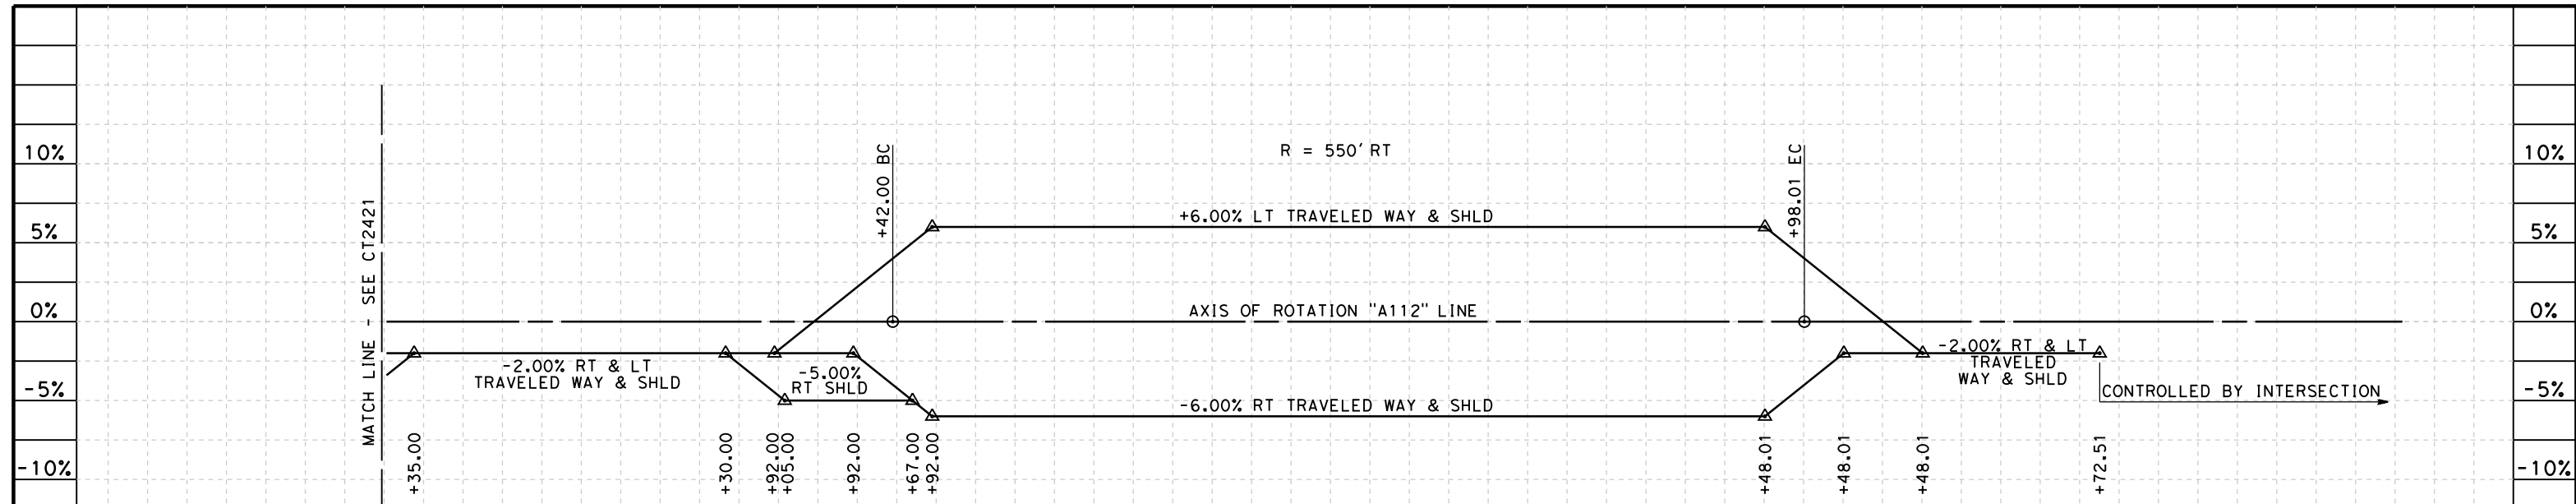 10%
5%
0%
-5%
-10%
MATCH LINE - SEE CT2421
+42.00 BC
R = 550' RT
+98.01 EC
+6.00% LT TRAVELED WAY & SHLD
AXIS OF ROTATION "A112" LINE
-2.00% RT & LT
TRAVELED WAY & SHLD
-5.00%
RT SHLD
-6.00% RT TRAVELED WAY & SHLD
-2.00% RT & LT
TRAVELED
WAY & SHLD
CONTROLLED BY INTERSECTION
+35.00
+30.00
+92.00
+05.00
+92.00
+67.00
+92.00
+48.01
+48.01
+48.01
+72.51
10%
5%
0%
-5%
-10%